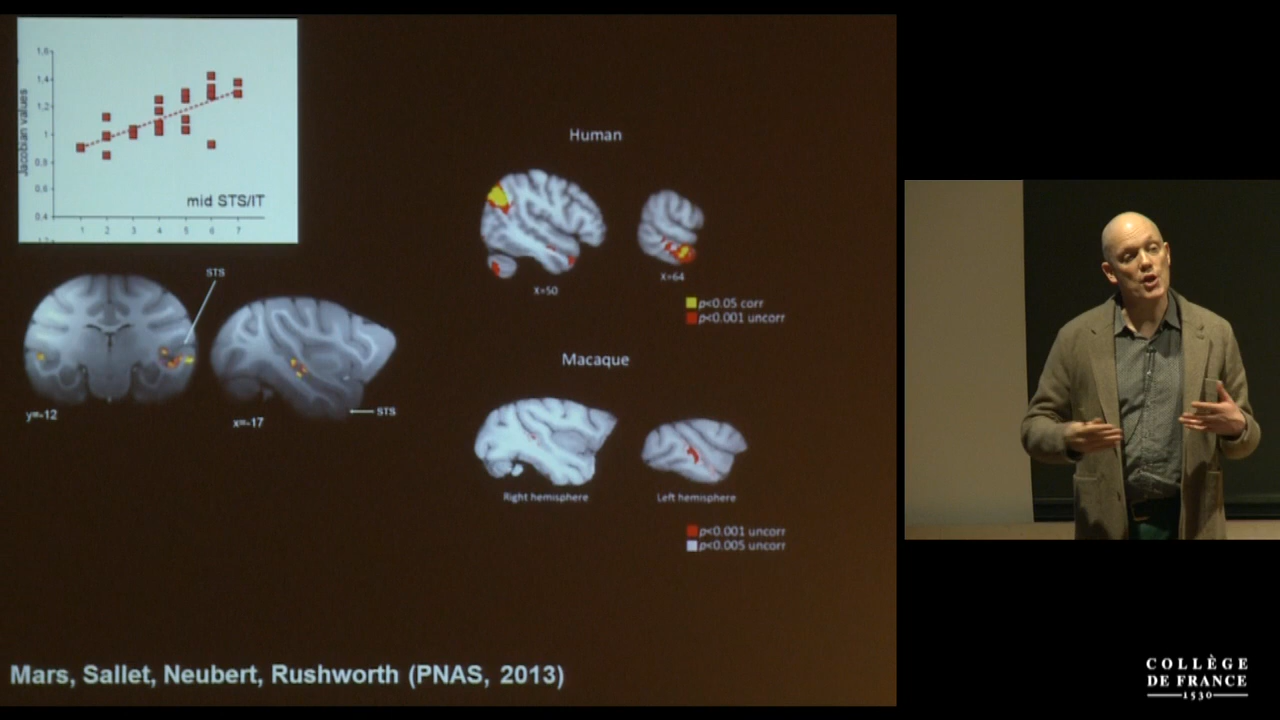 1,6
1,4
1,2
1
0,8
0,6
0,4
Jacobian values
mid STS/IT
1 2 3 4 5 6 7
STS
y=-12
x=-17
STS
Human
X=50
X=64
p<0.05 corr
p<0.001 uncorr
Macaque
Right hemisphere
Left hemisphere
p<0.001 uncorr
p<0.005 uncorr
Mars, Sallet, Neubert, Rushworth (PNAS, 2013)
COLLÈGE
DE FRANCE
1530